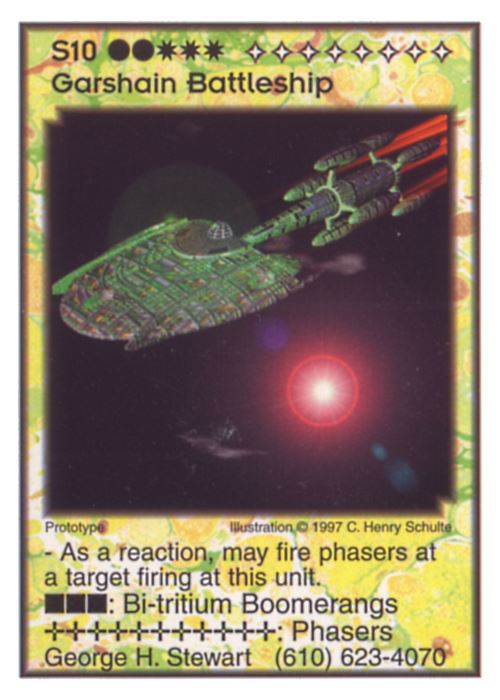 S10
Garshain Battleship
Prototype Illustration © 1997 C. Henry Schulte
- As a reaction, may fire phasers at
a target firing at this unit.
: Bi-tritium Boomerangs
: Phasers
George H. Stewart (610) 623-4070